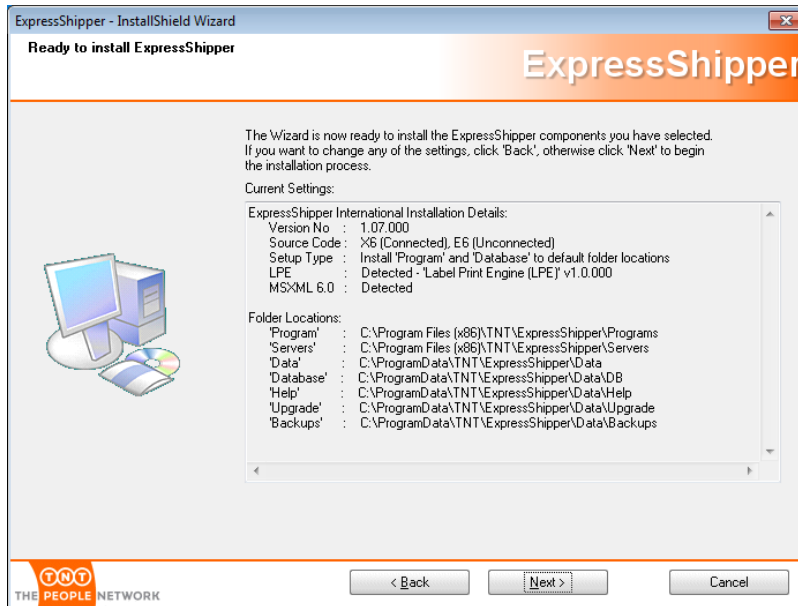 ExpressShipper - InstallShield Wizard
Ready to install ExpressShipper
ExpressShipper
The Wizard is now ready to install the ExpressShipper components you have selected.
If you want to change any of the settings, click 'Back', otherwise click 'Next' to begin
the installation process.
Current Settings:
ExpressShipper International Installation Details:
Version No : 1.07.000
Source Code : X6 (Connected), E6 (Unconnected)
Setup Type : Install 'Program' and 'Database' to default folder locations
LPE : Detected - 'Label Print Engine (LPE)' v1.0.000
MSXML 6.0 : Detected
Folder Locations:
'Program' : C:\Program Files (x86)\TNT\ExpressShipper\Programs
'Servers' : C:\Program Files (x86)\TNT\ExpressShipper\Servers
'Data' : C:\ProgramData\TNT\ExpressShipper\Data
'Database' : C:\ProgramData\TNT\ExpressShipper\Data\DB
'Help' : C:\ProgramData\TNT\ExpressShipper\Data\Help
'Upgrade' : C:\ProgramData\TNT\ExpressShipper\Data\Upgrade
'Backups' : C:\ProgramData\TNT\ExpressShipper\Data\Backups
TNT
THE PEOPLE NETWORK
< Back
Next >
Cancel